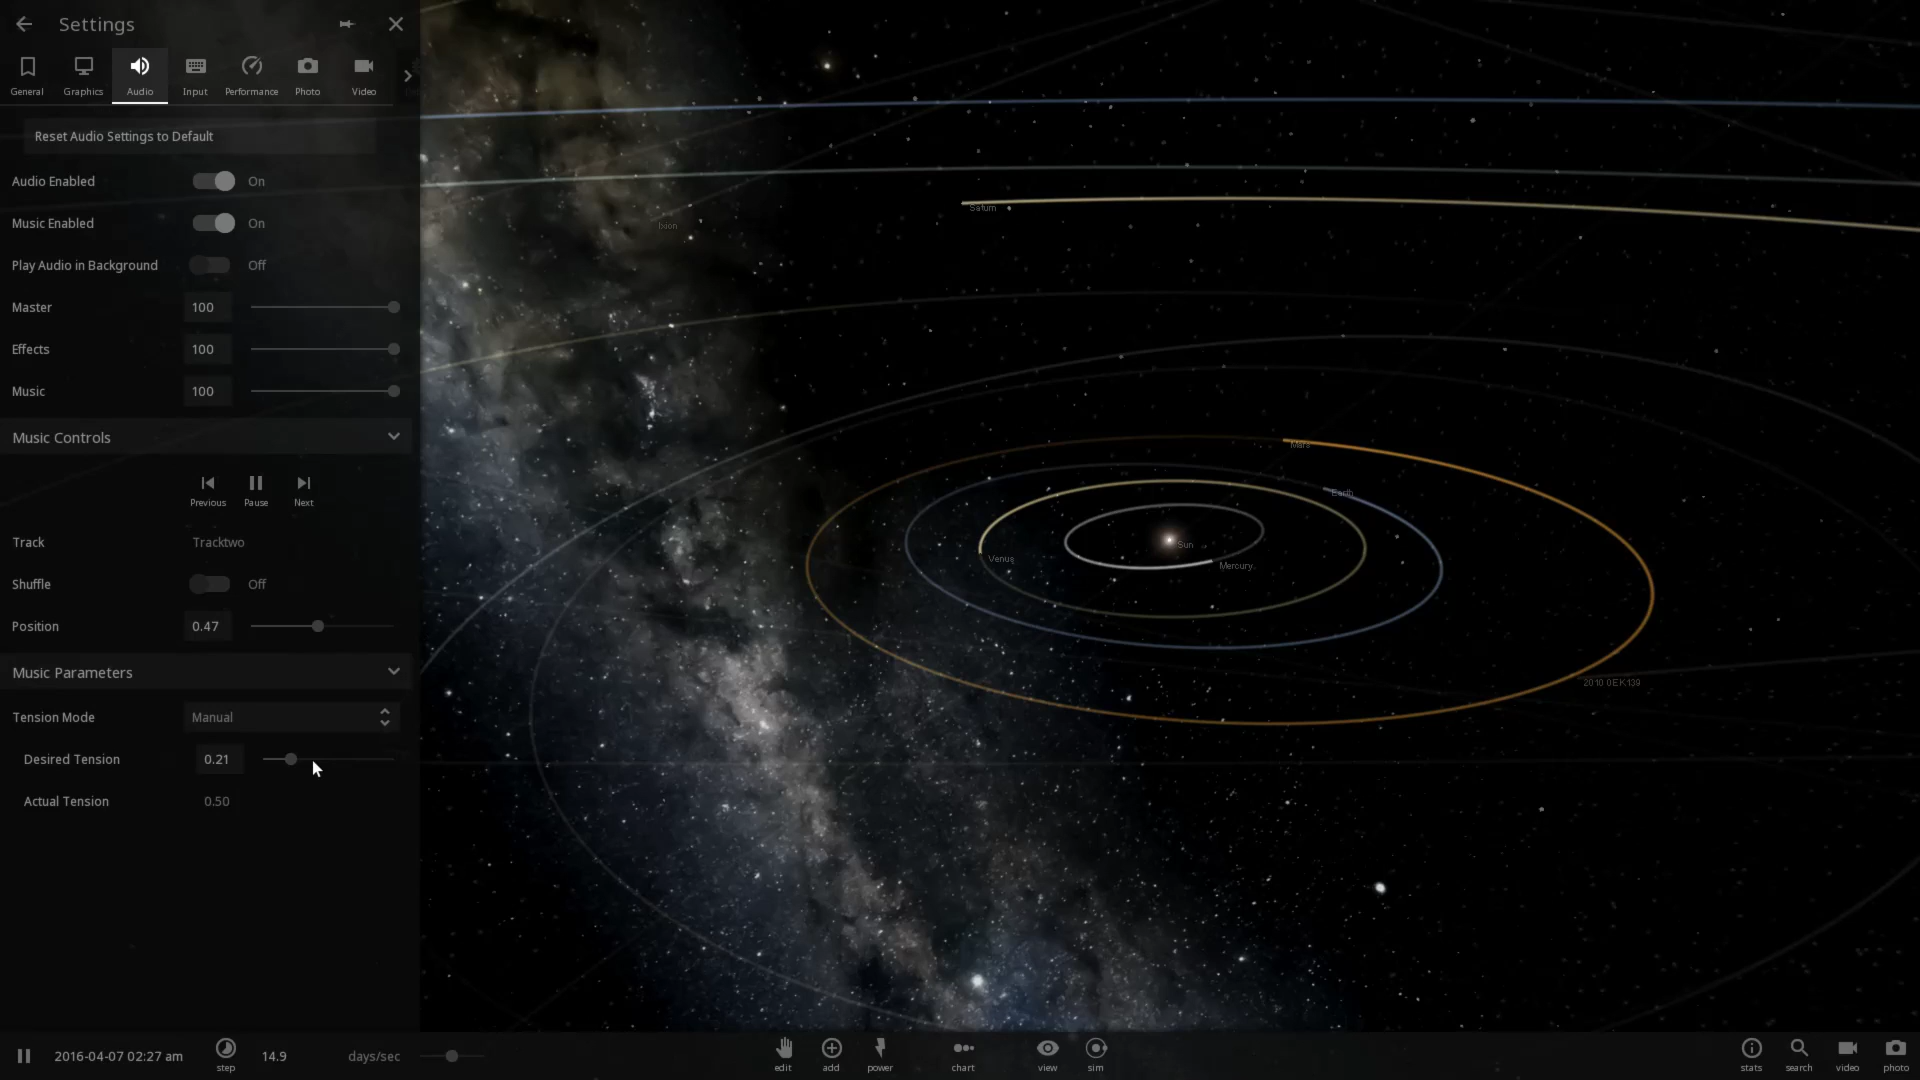 Settings
General Graphics Audio Input Performance Photo Video
Reset Audio Settings to Default
Audio Enabled On
Music Enabled On
Play Audio in Background Off
Master 100
Effects 100
Music 100
Music Controls
Previous Pause Next
Track Tracktwo
Shuffle Off
Position 0.47
Music Parameters
Tension Mode Manual
Desired Tension 0.21
Actual Tension 0.50
Saturn
Ixion
Mars
Earth
Sun
Venus
Mercury
2010 OEK139
2016-04-07 02:27 am step 14.9 days/sec edit add power chart view sim stats search video photo